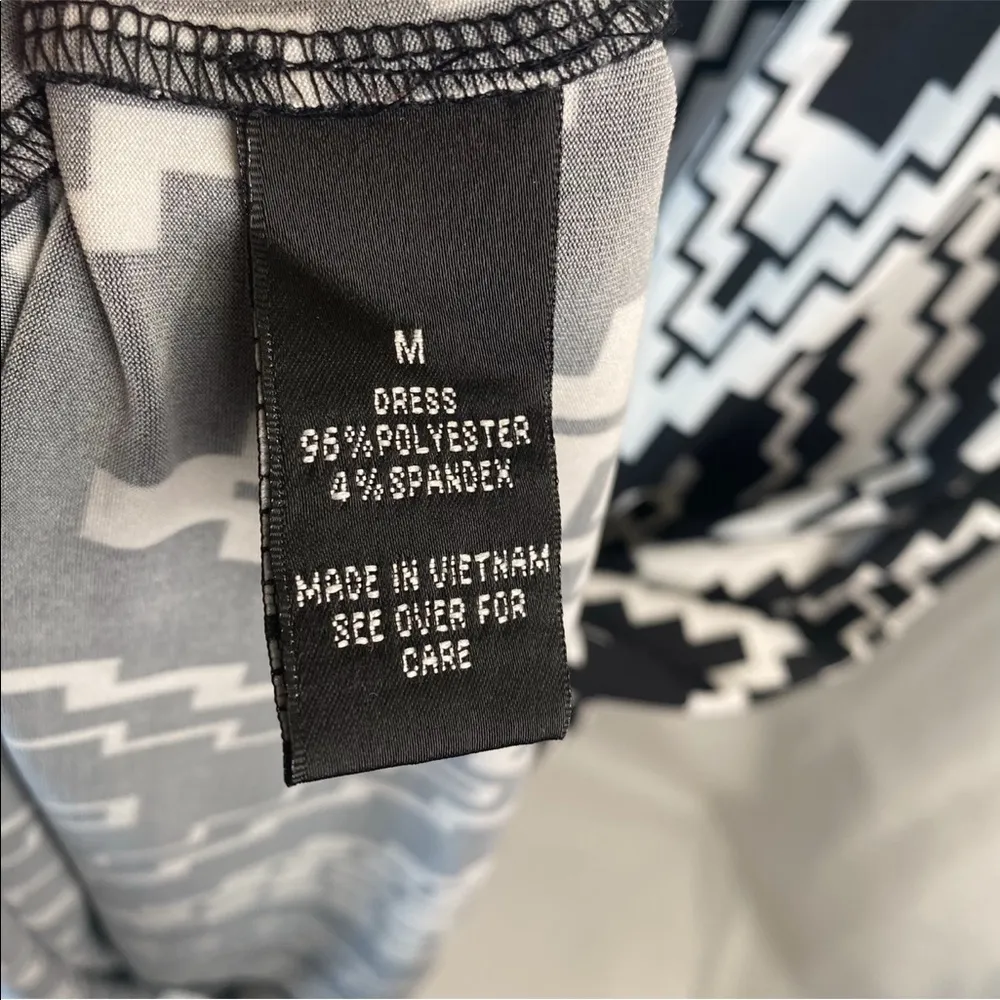 M
DRESS
96%POLYESTER
4%SPANDEX
MADE IN VIETNAM
SEE OVER FOR
CARE